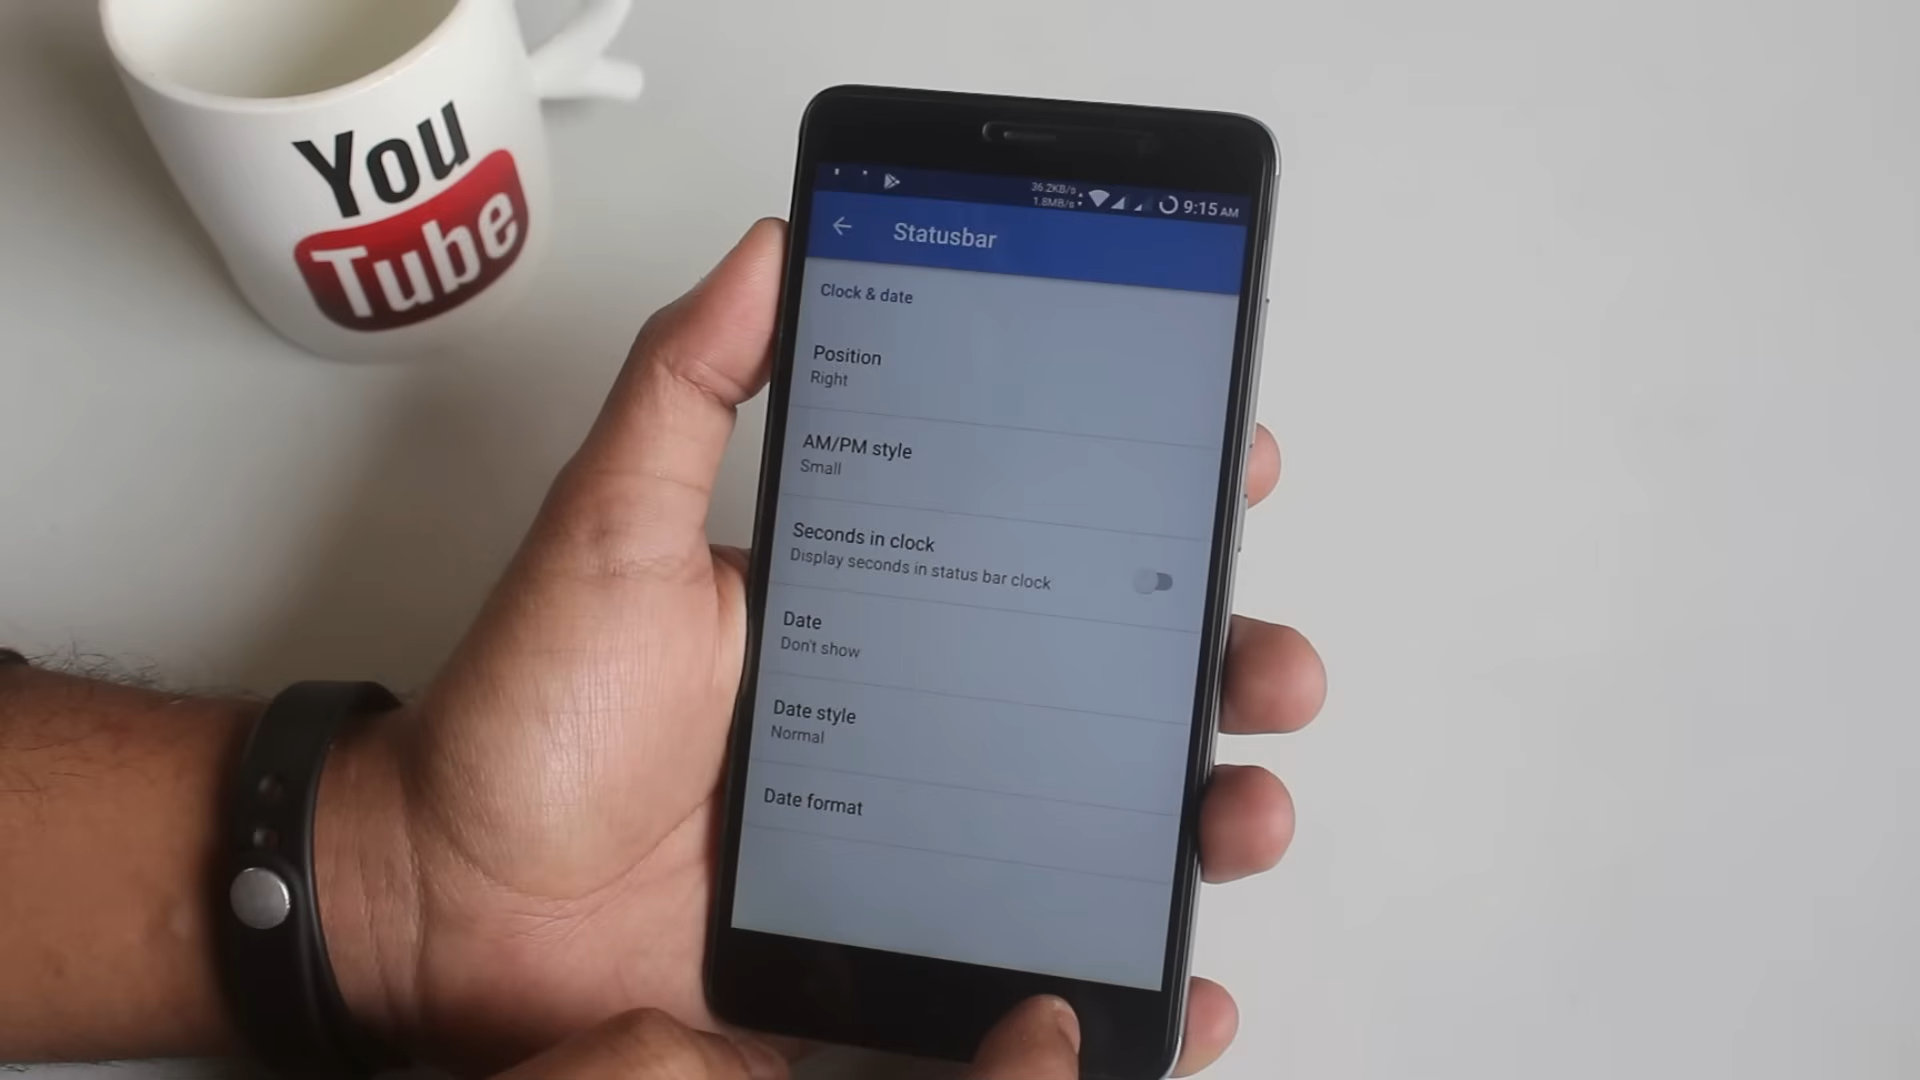 You
Tube
36.2KB/s
1.8MB/s
9:15 AM
Statusbar
Clock & date
Position
Right
AM/PM style
Small
Seconds in clock
Display seconds in status bar clock
Date
Don't show
Date style
Normal
Date format